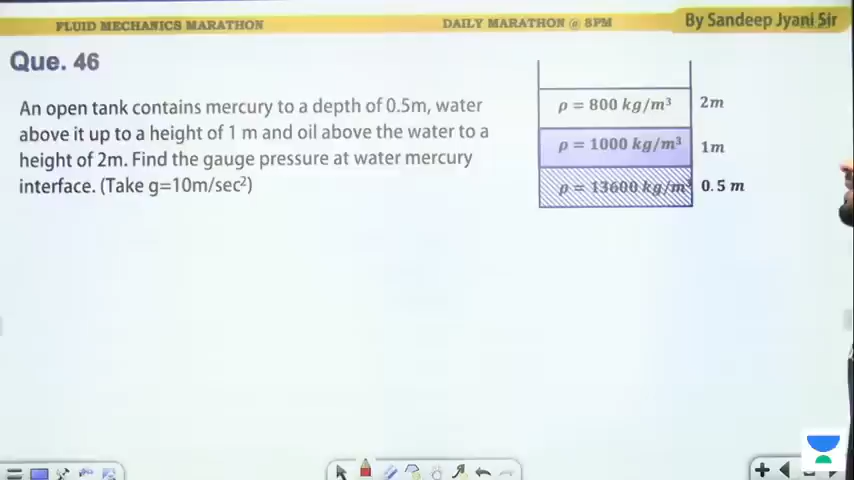 FLUID MECHANICS MARATHON
DAILY MARATHON @ 8PM
By Sandeep Jyani Sir
Que. 46
An open tank contains mercury to a depth of 0.5m, water
above it up to a height of 1 m and oil above the water to a
height of 2m. Find the gauge pressure at water mercury
interface. (Take g=10m/sec²)
ρ = 800 kg/m³ 2m
ρ = 1000 kg/m³ 1m
ρ = 13600 kg/m³ 0.5 m